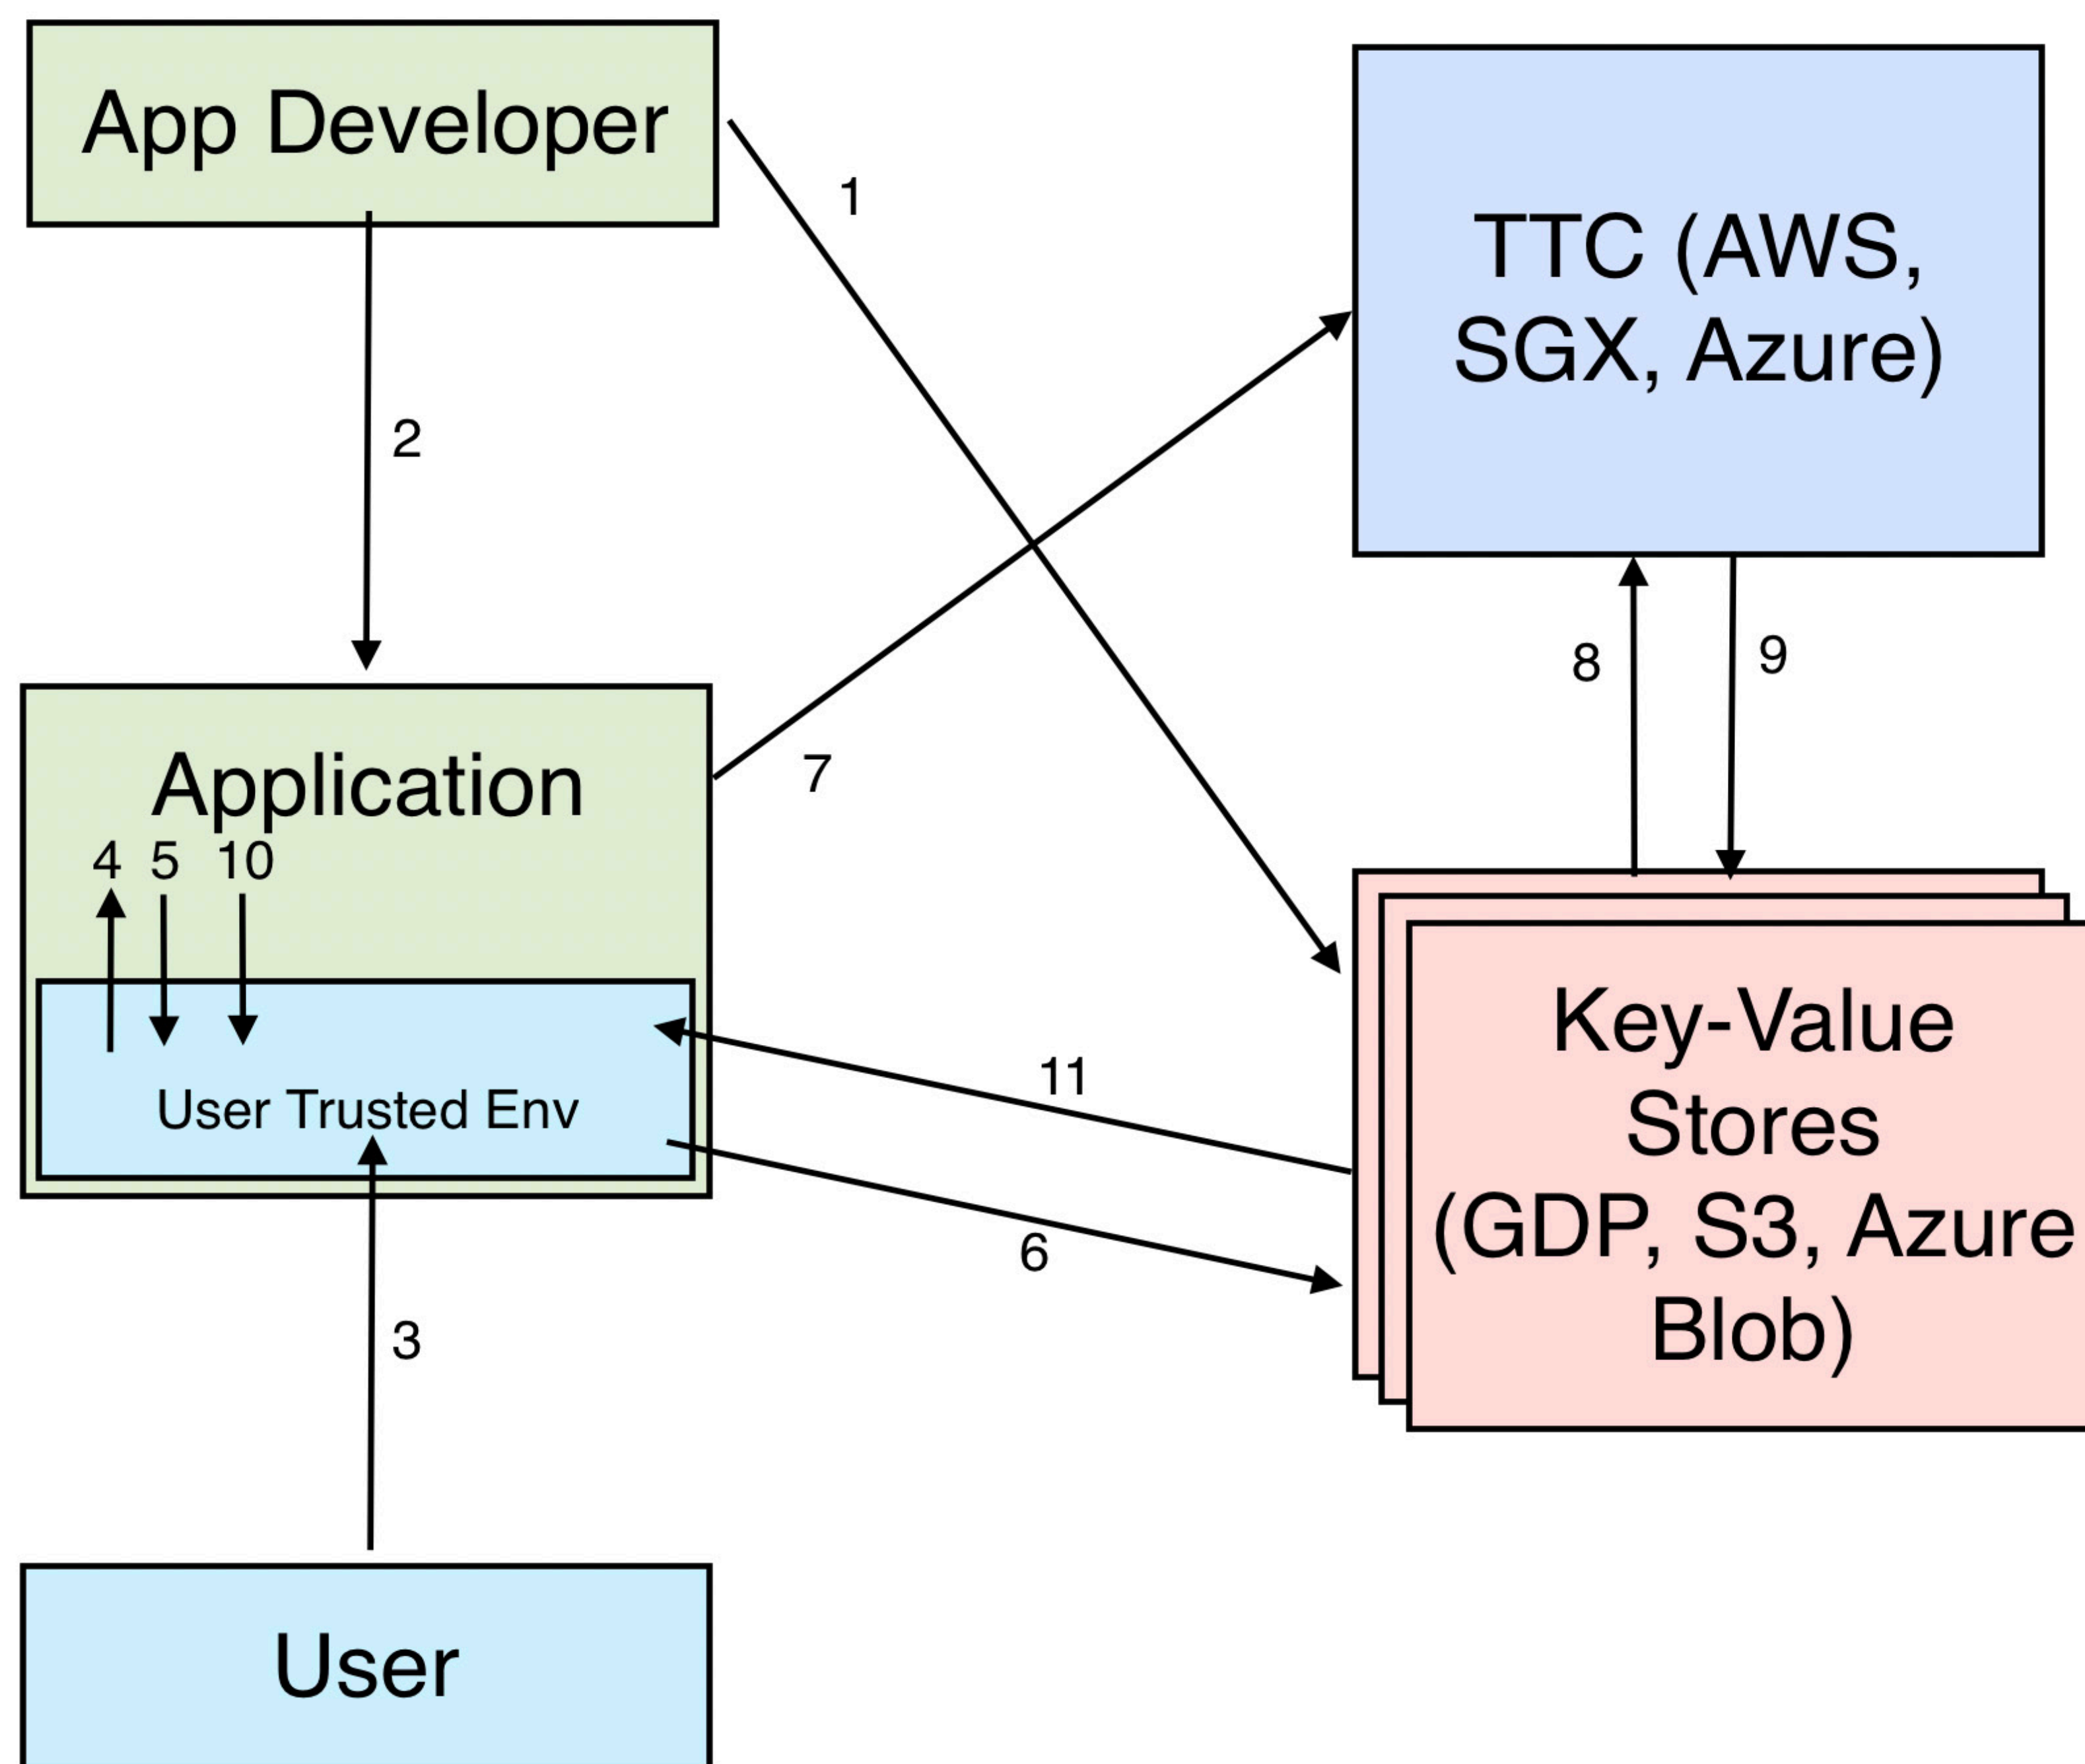 App Developer
1
TTC (AWS,
SGX, Azure)
2
8
9
7
Application
4 5 10
User Trusted Env
11
6
Key-Value
Stores
(GDP, S3, Azure
Blob)
3
User